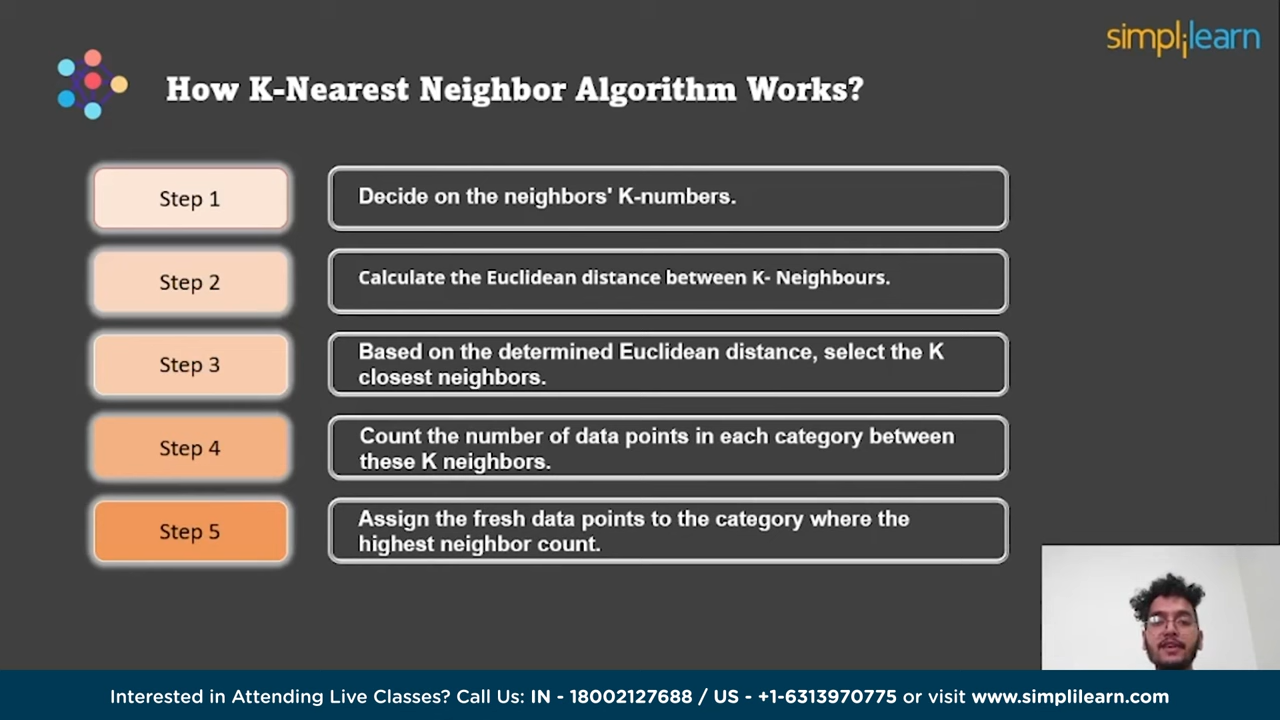 simplilearn
How K-Nearest Neighbor Algorithm Works?
Step 1
Decide on the neighbors' K-numbers.
Step 2
Calculate the Euclidean distance between K- Neighbours.
Step 3
Based on the determined Euclidean distance, select the K
closest neighbors.
Step 4
Count the number of data points in each category between
these K neighbors.
Step 5
Assign the fresh data points to the category where the
highest neighbor count.
Interested in Attending Live Classes? Call Us: IN - 18002127688 / US - +1-6313970775 or visit www.simplilearn.com